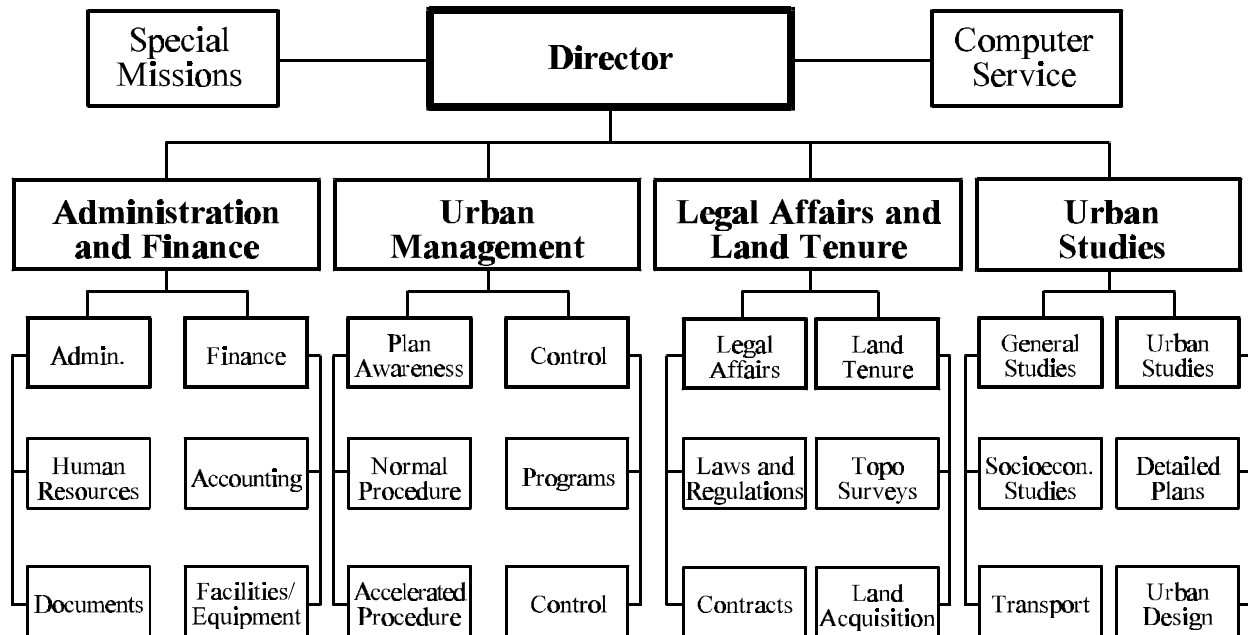 Special
Missions
Director
Computer
Service
Administration
and Finance
Urban
Management
Legal Affairs and
Land Tenure
Urban
Studies
Admin.
Finance
Plan
Awareness
Control
Legal
Affairs
Land
Tenure
General
Studies
Urban
Studies
Human
Resources
Accounting
Normal
Procedure
Programs
Laws and
Regulations
Topo
Surveys
Socioecon.
Studies
Detailed
Plans
Documents
Facilities/
Equipment
Accelerated
Procedure
Control
Contracts
Land
Acquisition
Transport
Urban
Design